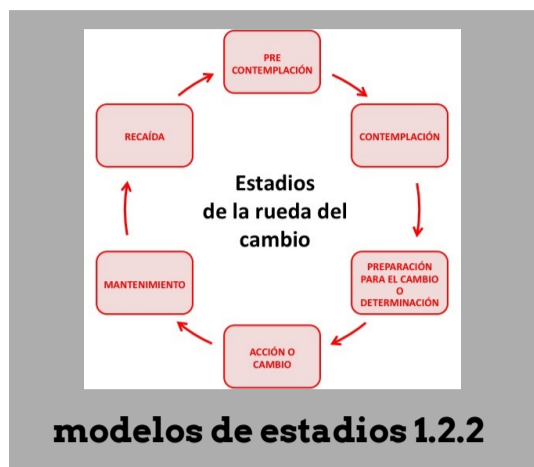 PRE
CONTEMPLACIÓN
CONTEMPLACIÓN
PREPARACIÓN
PARA EL CAMBIO
O
DETERMINACIÓN
ACCIÓN O
CAMBIO
MANTENIMIENTO
RECAÍDA
Estadios
de la rueda del
cambio
modelos de estadios 1.2.2